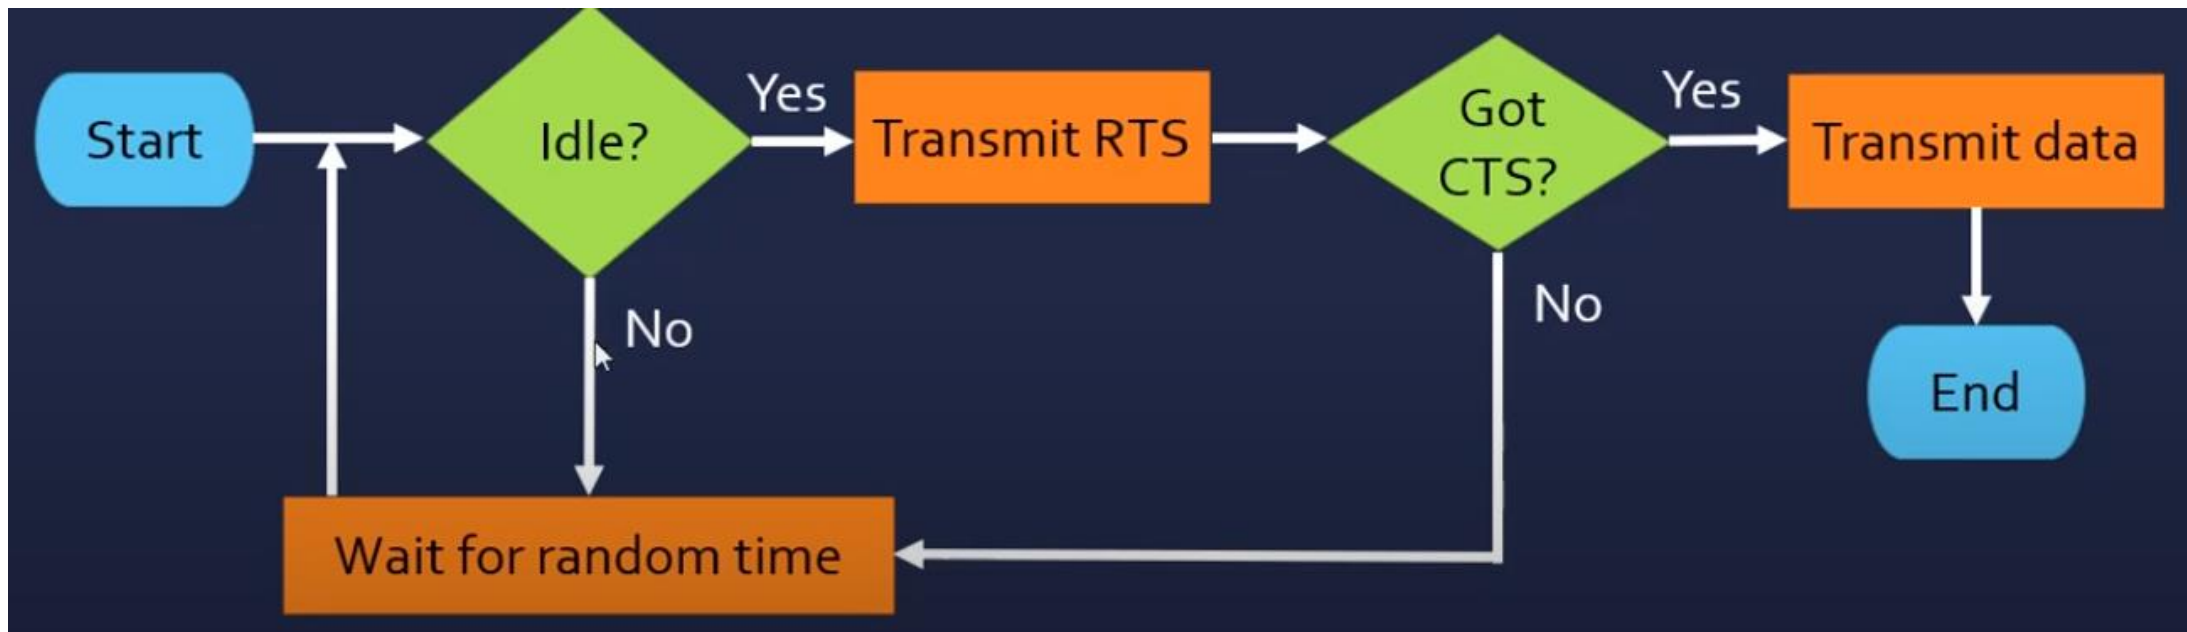 Start
Idle?
Yes
Transmit RTS
Got
CTS?
Yes
Transmit data
No
No
End
Wait for random time